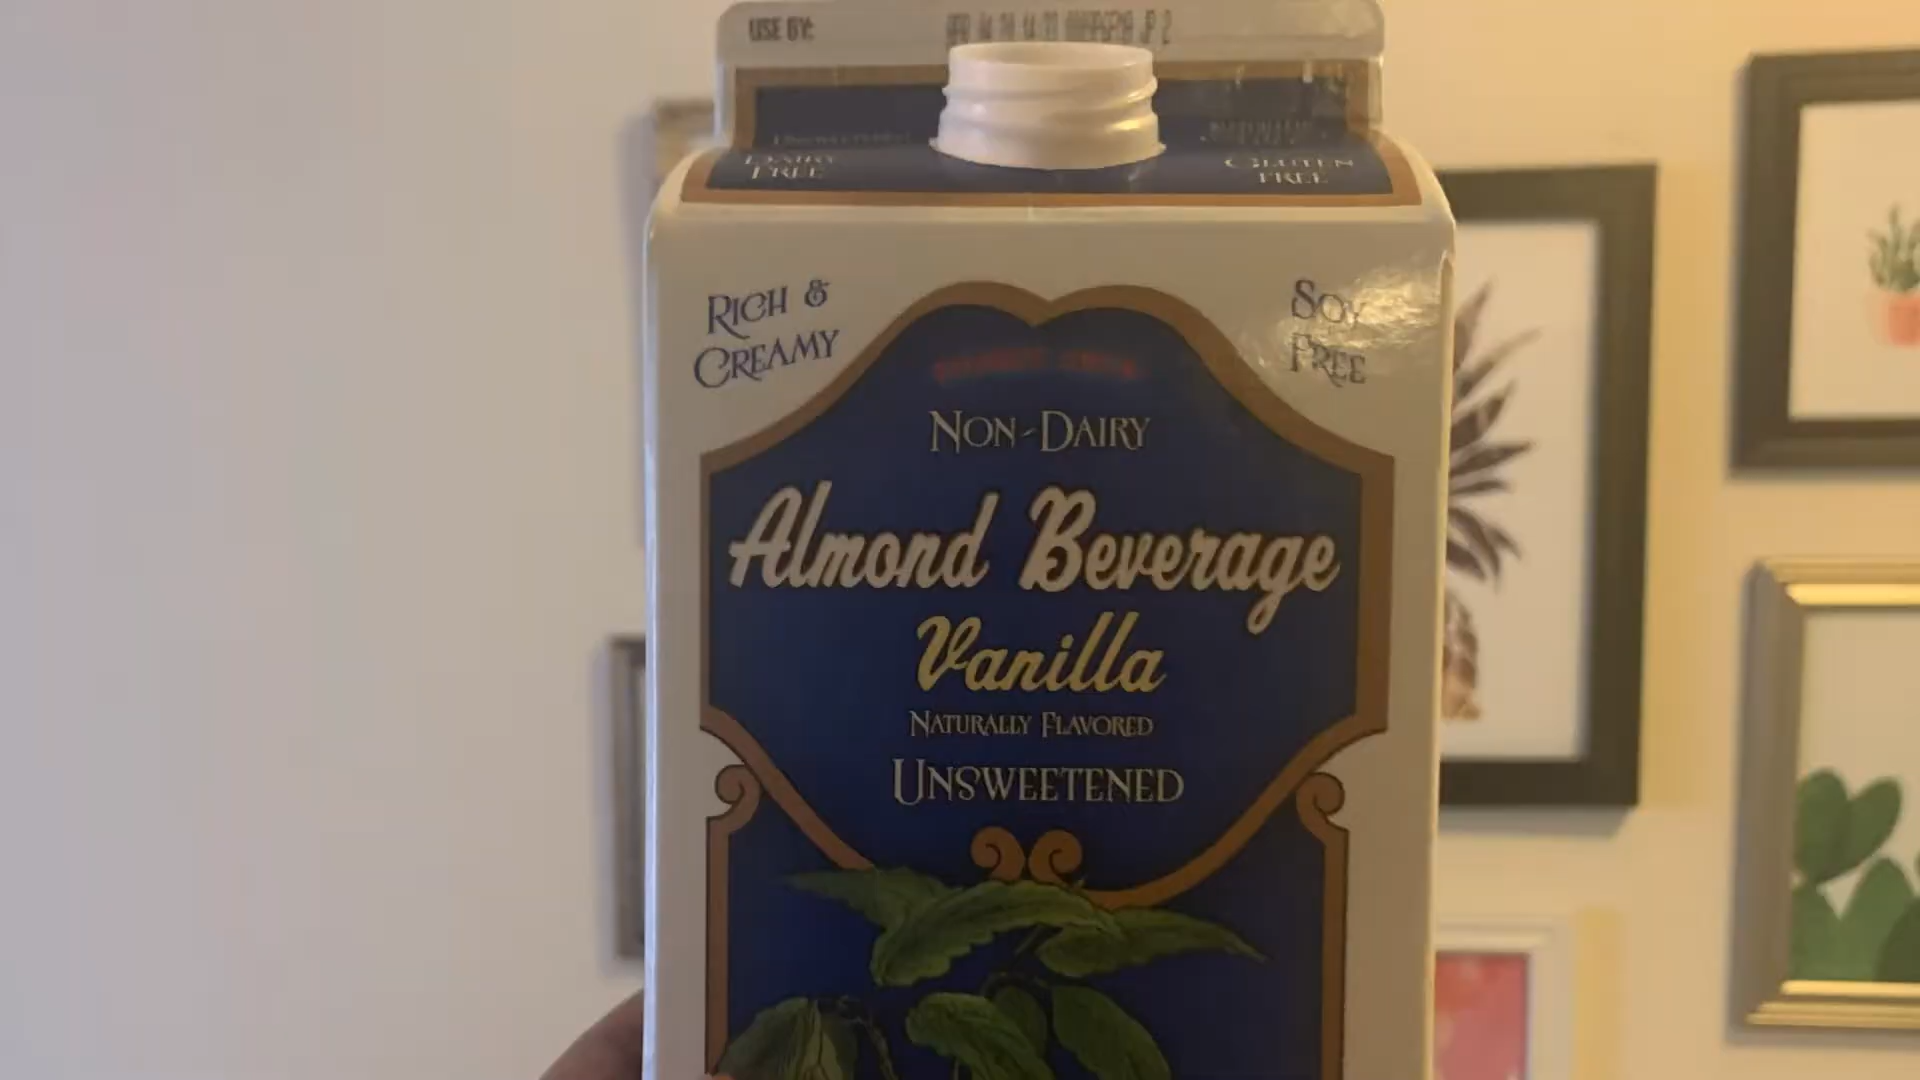 USE BY:
DAIRY
FREE
GLUTEN
FREE
RICH &
CREAMY
SOY
FREE
NON-DAIRY
Almond Beverage
Vanilla
NATURALLY FLAVORED
UNSWEETENED